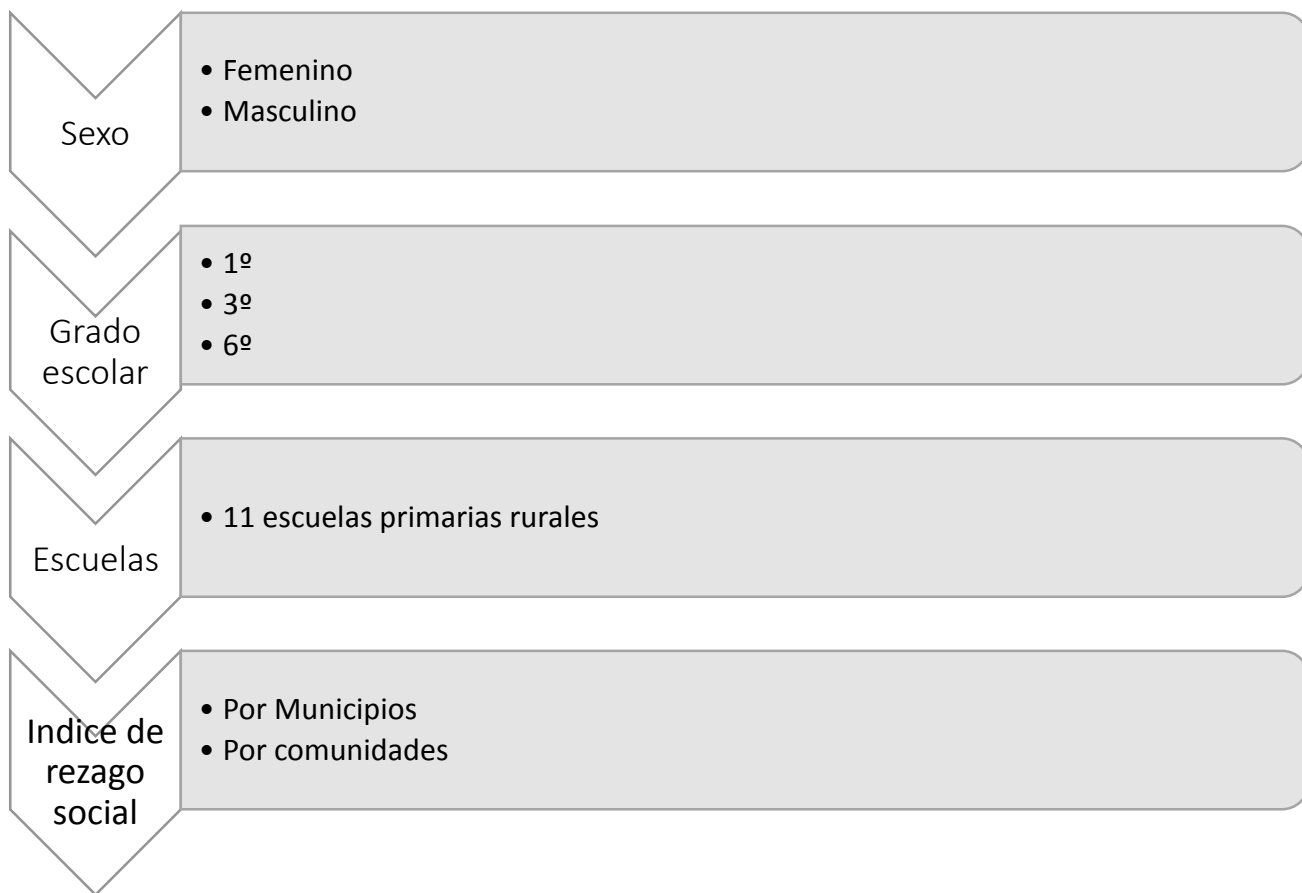 Sexo
• Femenino
• Masculino
Grado
escolar
• 1º
• 3º
• 6º
Escuelas
• 11 escuelas primarias rurales
Indice de
rezago
social
• Por Municipios
• Por comunidades